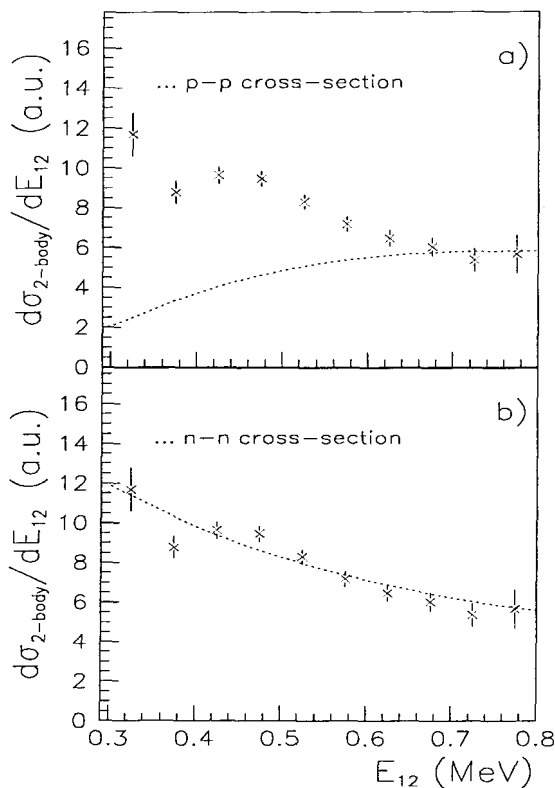 16
14
12
10
8
6
4
2
0
dσ2-body/dE12 (a.u.)
a)
... p-p cross-section
16
14
12
10
8
6
4
2
0
dσ2-body/dE12 (a.u.)
b)
... n-n cross-section
0.3 0.4 0.5 0.6 0.7 0.8
E12 (MeV)